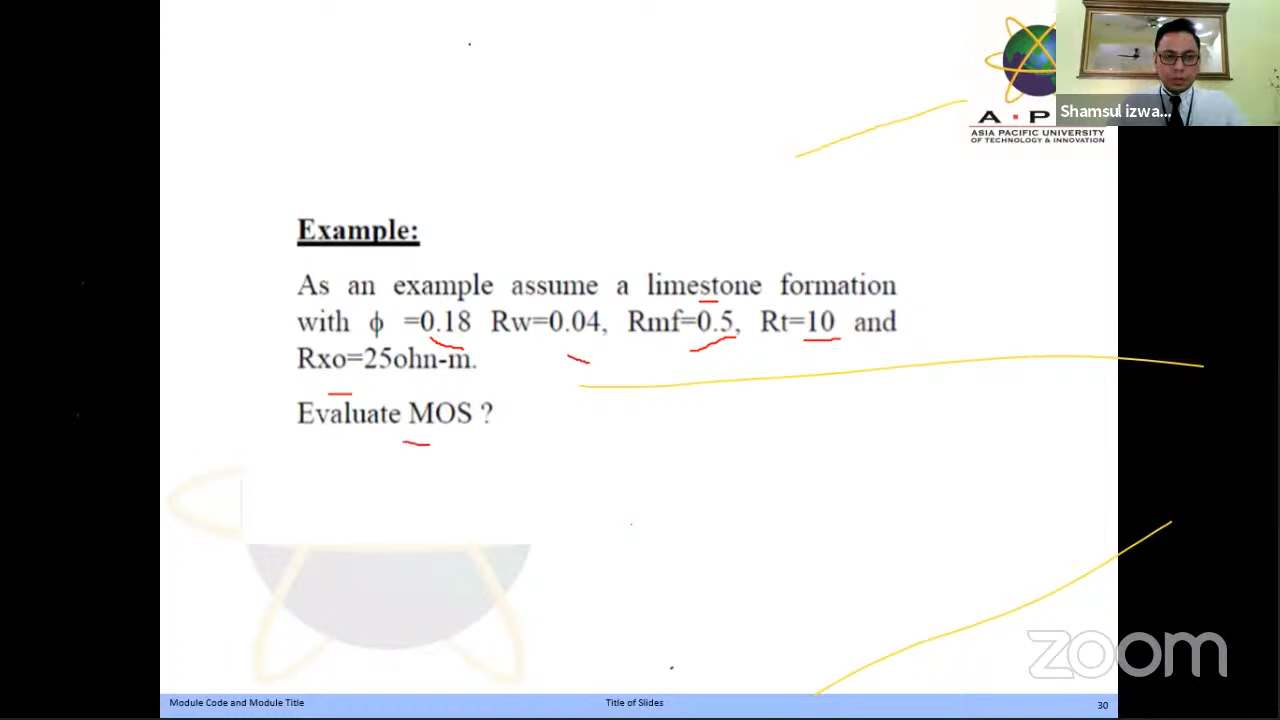 A • P
ASIA PACIFIC UNIVERSITY
OF TECHNOLOGY & INNOVATION
Shamsul izwa...
Example:
As an example assume a limestone formation
with ϕ =0.18 Rw=0.04, Rmf=0.5, Rt=10 and
Rxo=25ohn-m.
Evaluate MOS ?
zoom
Module Code and Module Title
Title of Slides
30